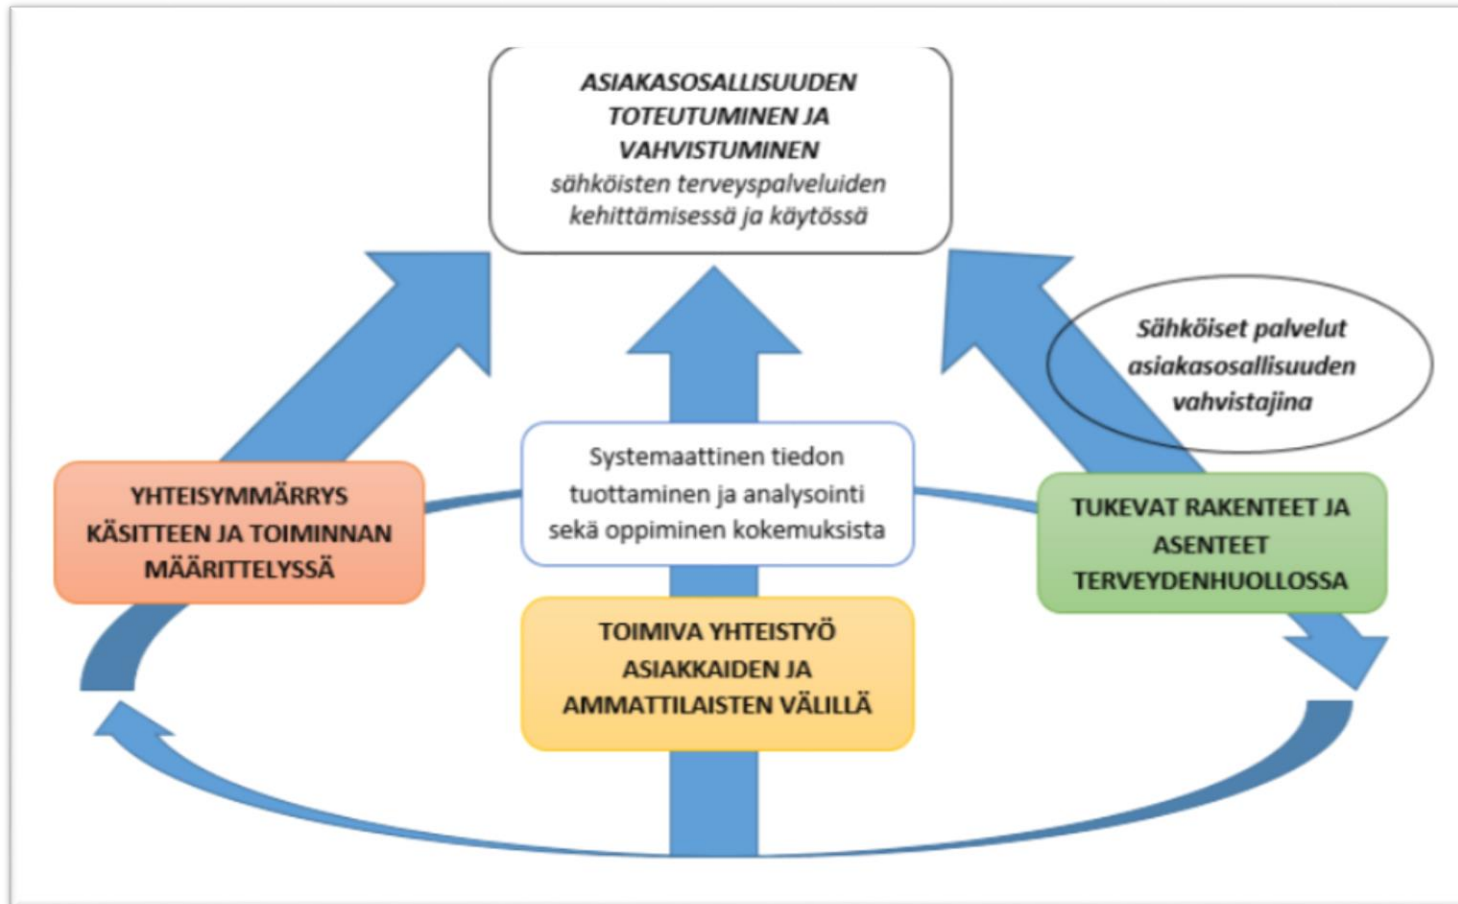 ASIAKASOSALLISUUDEN
TOTEUTUMINEN JA
VAHVISTUMINEN
sähköisten terveyspalveluiden
kehittämisessä ja käytössä
Sähköiset palvelut
asiakasosallisuuden
vahvistajina
YHTEISYMMÄRRYS
KÄSITTEEN JA TOIMINNAN
MÄÄRITTELYSSÄ
Systemaattinen tiedon
tuottaminen ja analysointi
sekä oppiminen kokemuksista
TUKEVAT RAKENTEET JA
ASENTEET
TERVEYDENHUOLLOSSA
TOIMIVA YHTEISTYÖ
ASIAKKAIDEN JA
AMMATTILAISTEN VÄLILLÄ